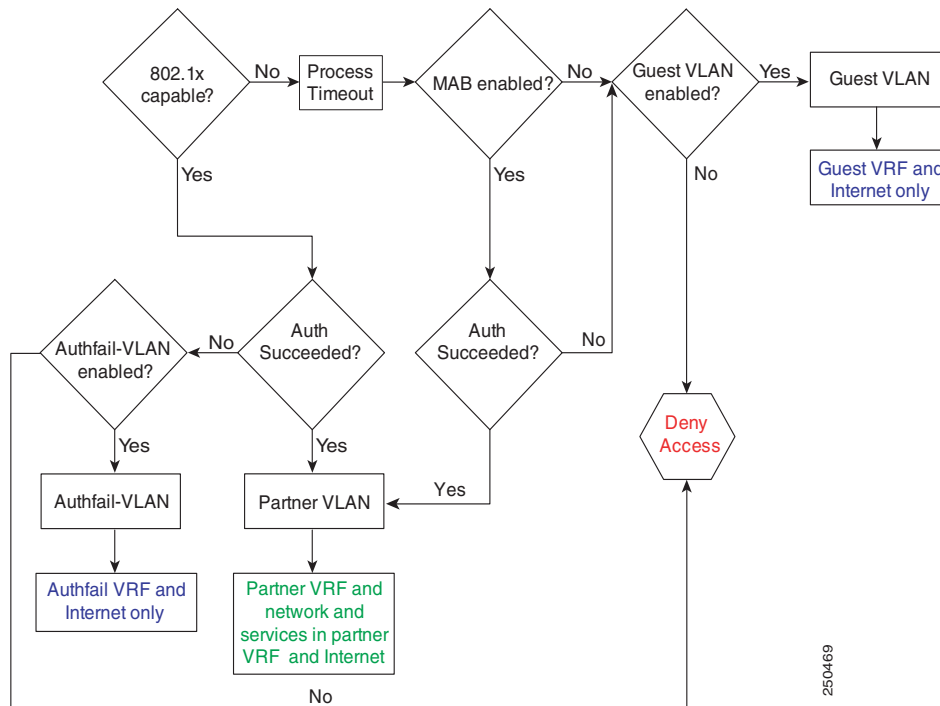 802.1x
capable?
No
Process
Timeout
MAB enabled?
No
Guest VLAN
enabled?
Yes
Guest VLAN
Yes
Yes
No
Guest VRF and
Internet only
Authfail-VLAN
enabled?
No
Auth
Succeeded?
Auth
Succeeded?
No
Deny
Access
Yes
Yes
Yes
Authfail-VLAN
Partner VLAN
Authfail VRF and
Internet only
Partner VRF and
network and
services in partner
VRF and Internet
No
250469